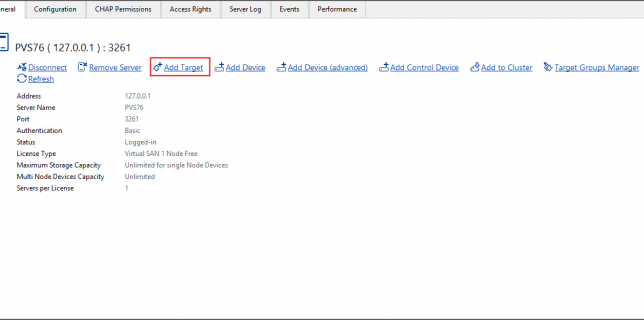 Configuration CHAP Permissions Access Rights Server Log Events Performance
PVS76 ( 127.0.0.1 ) : 3261
Disconnect Remove Server Add Target Add Device Add Device (advanced) Add Control Device Add to Cluster Target Groups Manager
Refresh
Address 127.0.0.1
Server Name PVS76
Port 3261
Authentication Basic
Status Logged-in
License Type Virtual SAN 1 Node Free
Maximum Storage Capacity Unlimited for single Node Devices
Multi Node Devices Capacity Unlimited
Servers per License 1